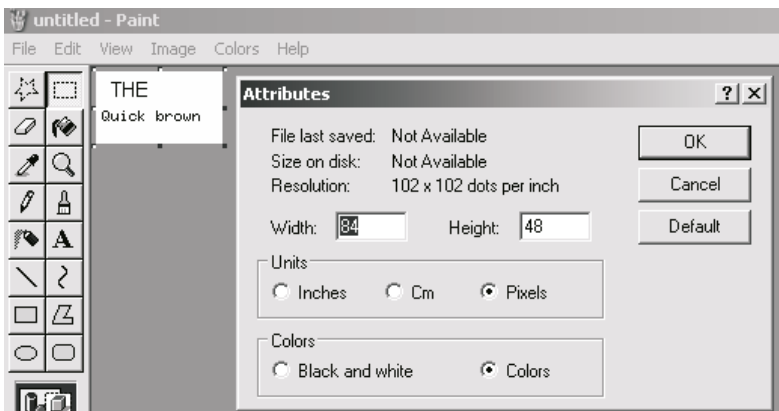 untitled - Paint
File Edit View Image Colors Help
THE
Quick brown
A
Attributes
? ×
File last saved: Not Available
Size on disk: Not Available
Resolution: 102 x 102 dots per inch
Width: 84 Height: 48
Units
Inches Cm Pixels
Colors
Black and white Colors
OK
Cancel
Default